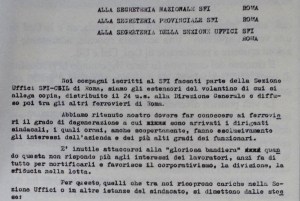 ALLA SEGRETERIA NAZIONALE SFI ROMA
ALLA SEGRETERIA PROVINCIALE SFI ROMA
ALLA SEGRETERIA DELLA SEZIONE UFFICI SFI
ROMA
Noi compagni iscritti al SFI facenti parte della Sezione
Uffici SFI-CGIL di Roma, siamo gli estensori del volantino di cui si
allega copia, distribuito il 24 u.s. alla Direzione Generale e diffu-
so poi tra gli altri ferrovieri di Roma.
Abbiamo ritenuto nostro dovere far conoscere ai ferrovie
ri il grado di degenerazione a cui sono arrivati i dirigenti
sindacali, i quali ormai, anche scopertamente, fanno esclusivamente
gli interessi dell'azienda e dei più alti gradi dei funzionari.
E' inutile attaccarci alla "gloriosa bandiera" quan
do questa non risponde più agli interessi dei lavoratori, anzi fa di
tutto per mortificarli e favorisce il corporativismo, la divisione, la
sfiducia nella lotta.
Per questo, quelli che tra noi ricoprono cariche nella Se
zione Uffici o in altre istanze del sindacato, si dimettono dalle stes
se: